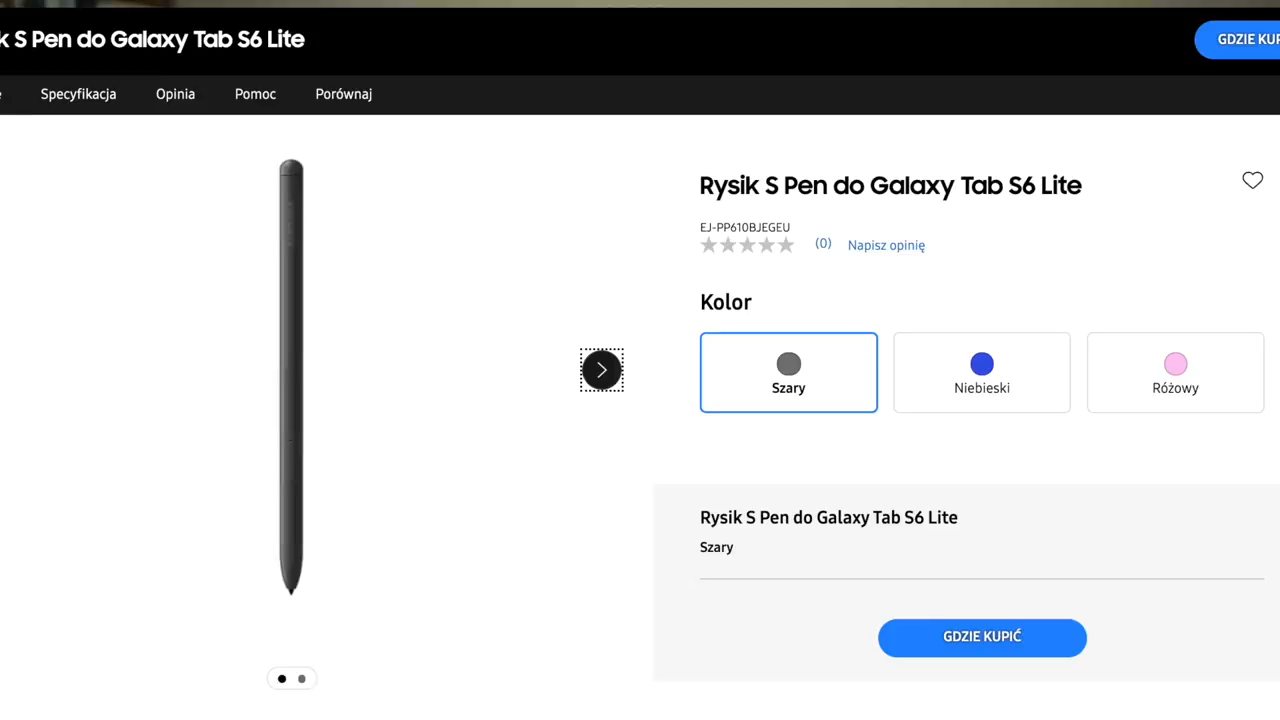 S Pen do Galaxy Tab S6 Lite
GDZIE
Specyfikacja Opinia Pomoc Porównaj
Rysik S Pen do Galaxy Tab S6 Lite
EJ-PP610BJEGEU
(0) Napisz opinię
Kolor
Szary
Niebieski
Różowy
Rysik S Pen do Galaxy Tab S6 Lite
Szary
GDZIE KUPIĆ